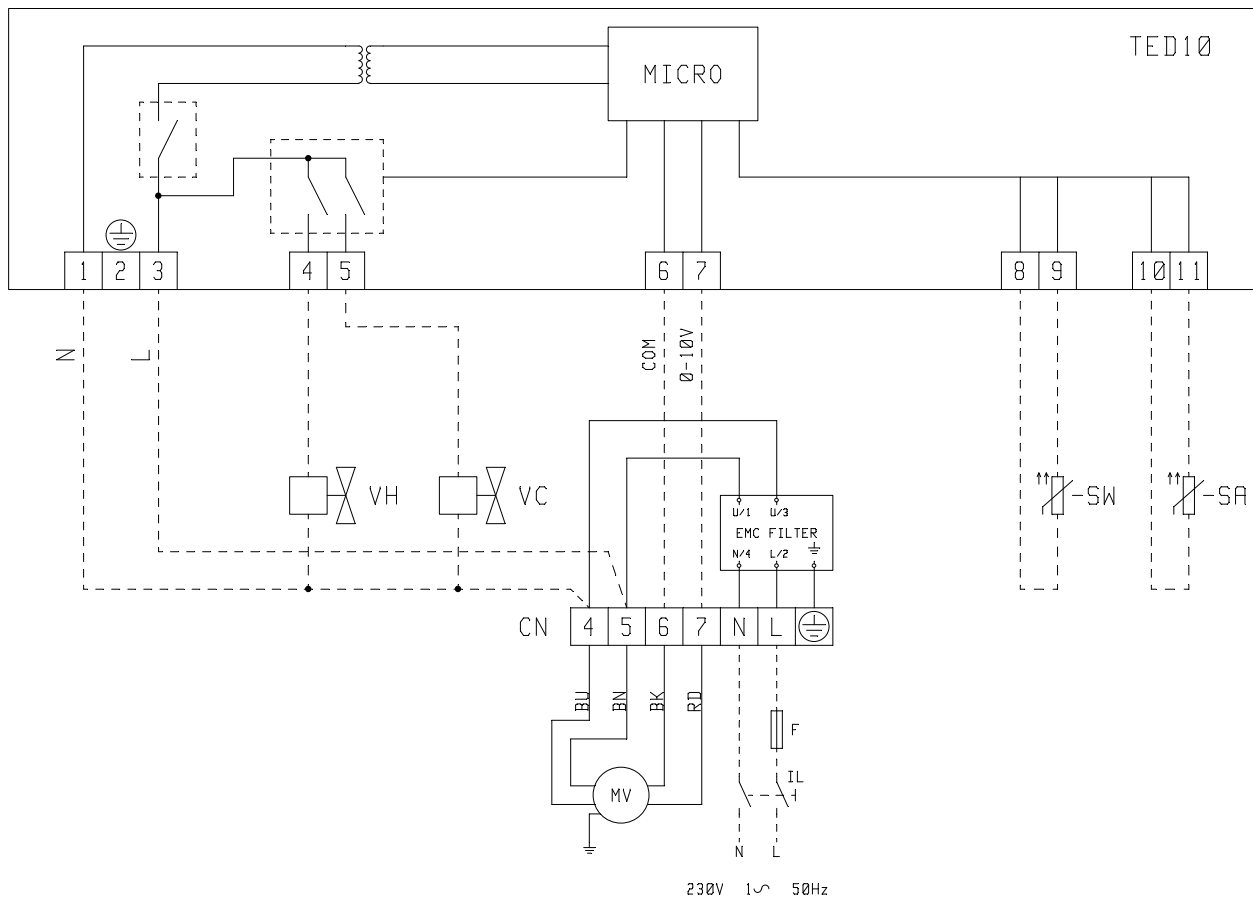 TED10
MICRO
1 2 3 4 5 6 7 8 9 10 11
N L COM 0-10V
VH VC SW SA
U/1 U/3
EMC FILTER
N/4 L/2
CN 4 5 6 7 N L
BU BN BK RD
F
IL
MV
N L
230V 1~ 50Hz